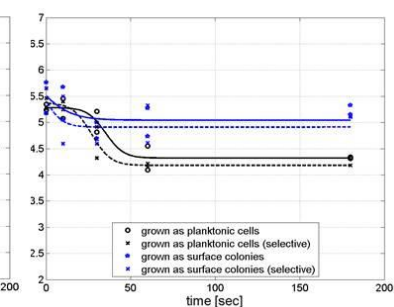 7
6.5
6
5.5
5
4.5
4
3.5
3
2.5
2
200
0 50 100 150 200
time [sec]
grown as planktonic cells
grown as planktonic cells (selective)
grown as surface colonies
grown as surface colonies (selective)